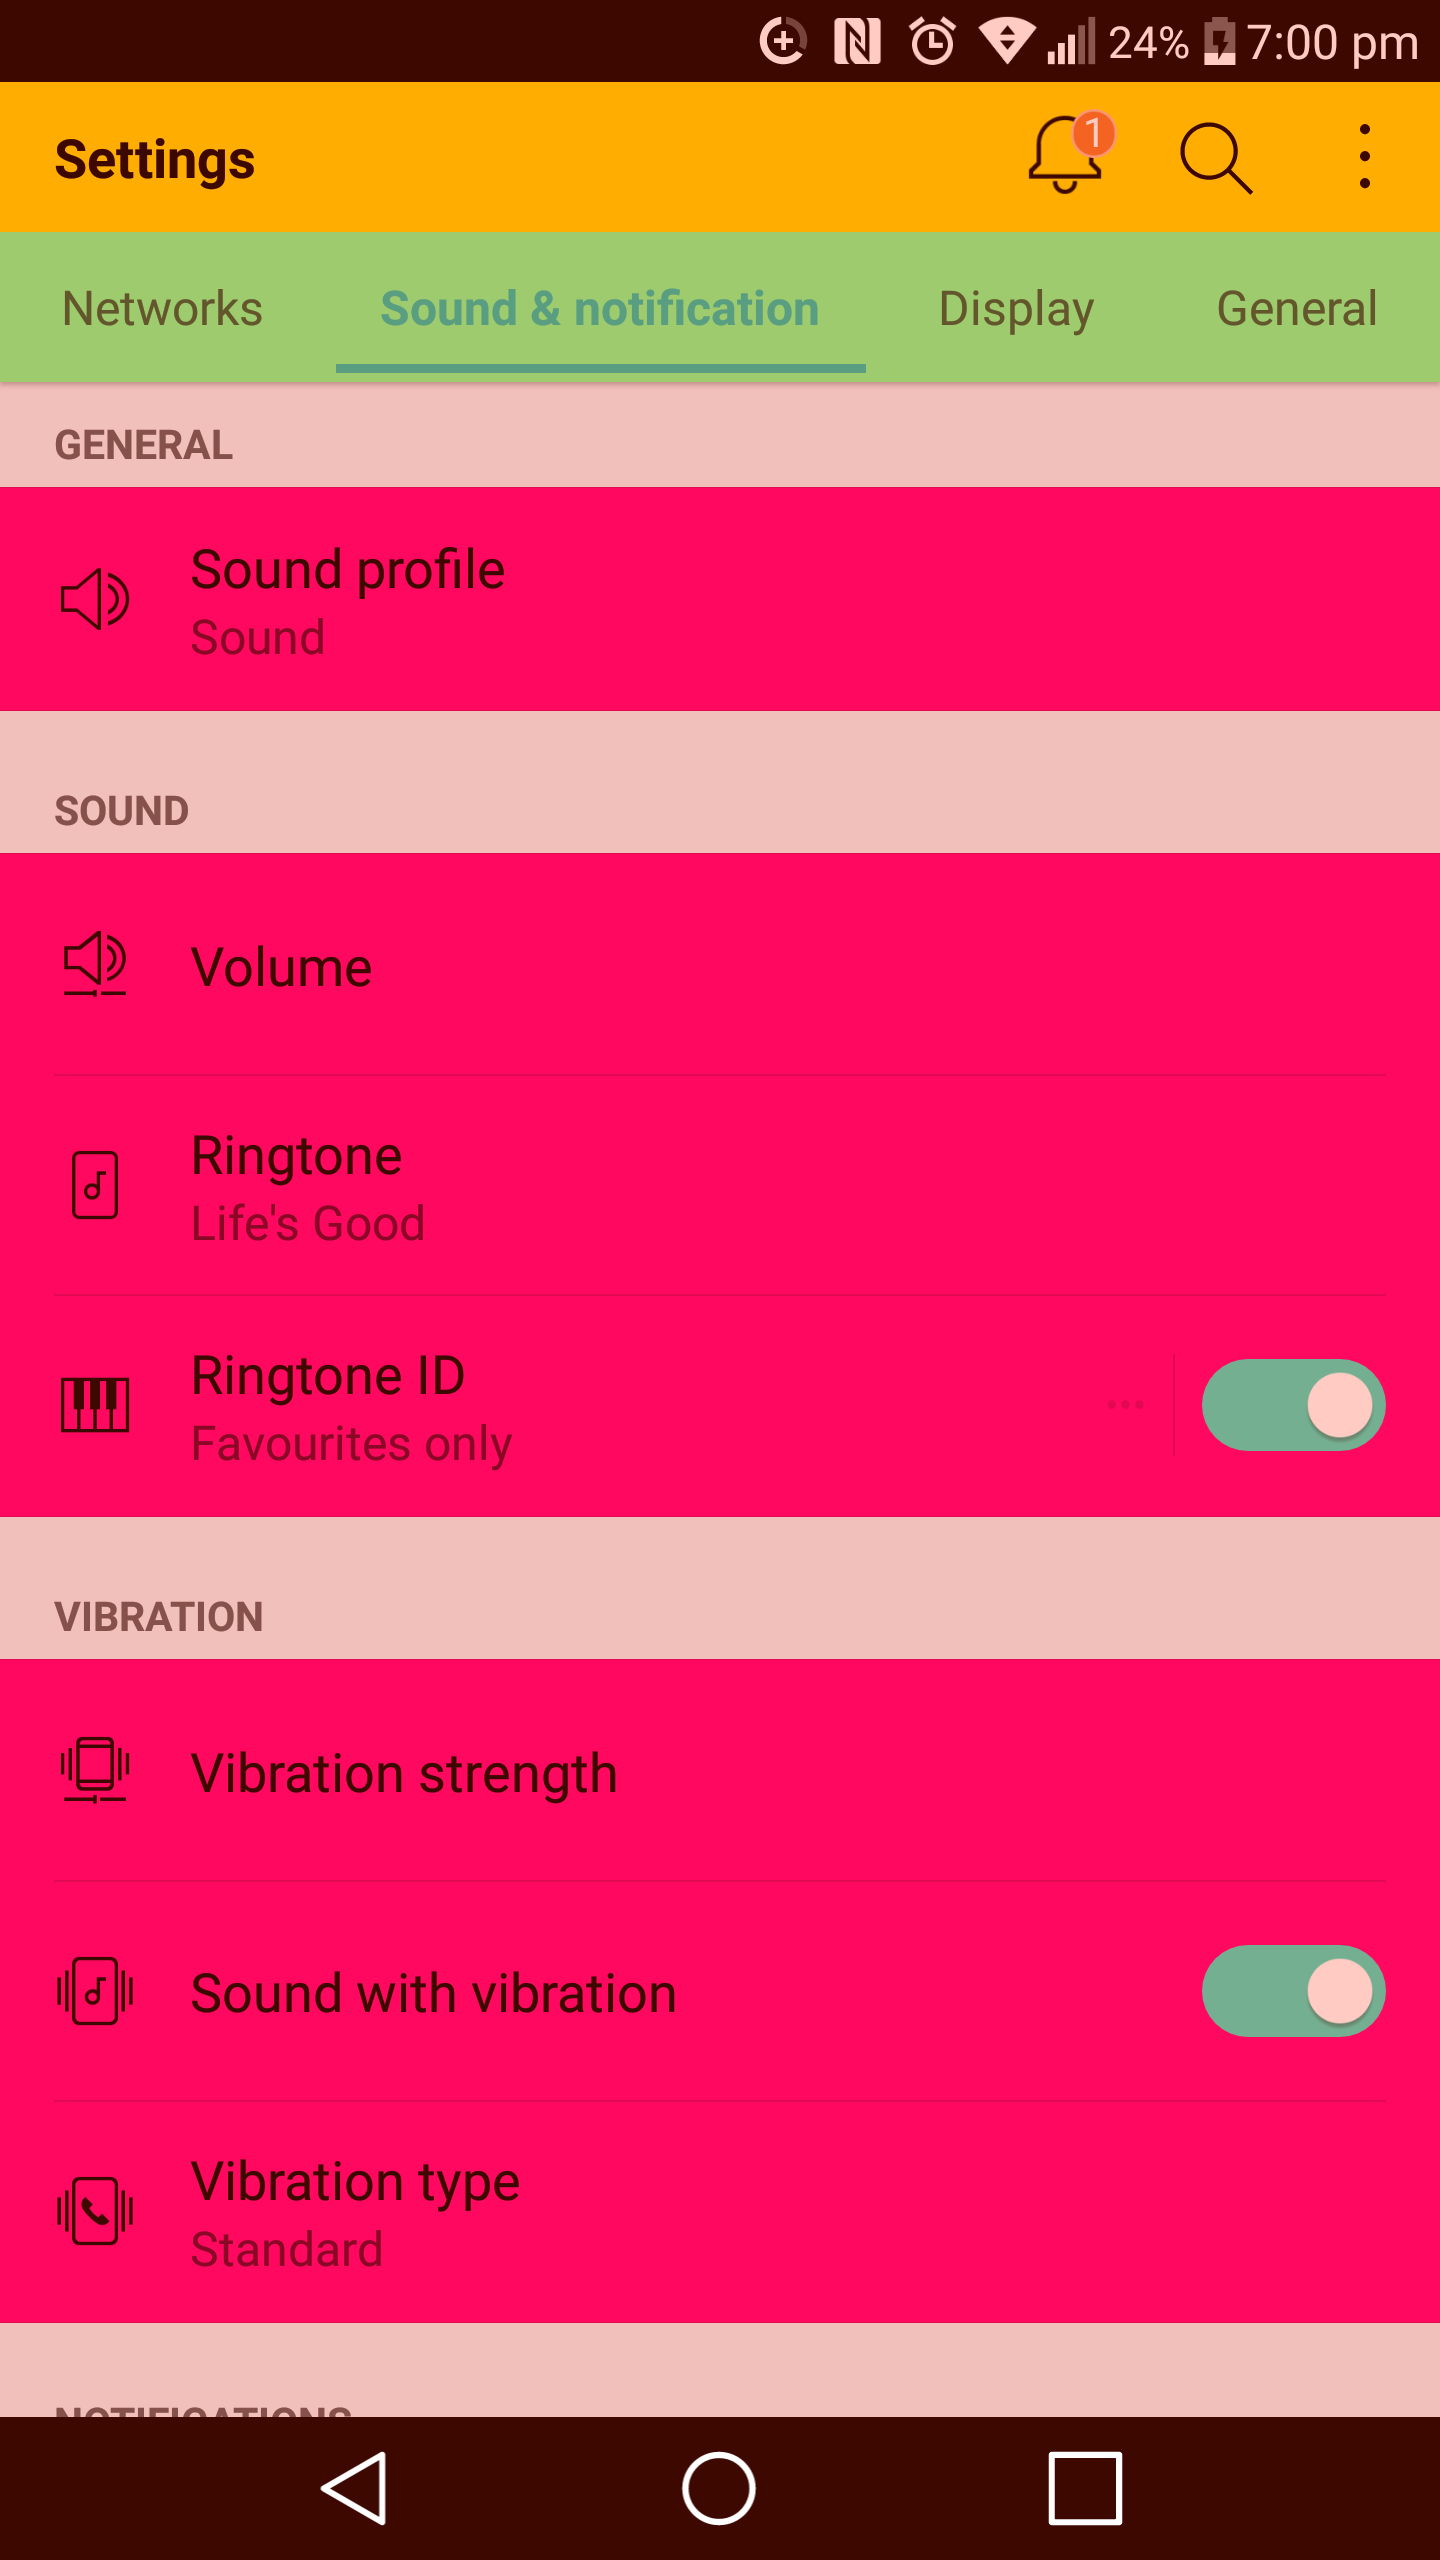 24% 7:00 pm
Settings
1
Networks Sound & notification Display General
GENERAL
Sound profile
Sound
SOUND
Volume
Ringtone
Life's Good
Ringtone ID
Favourites only
VIBRATION
Vibration strength
Sound with vibration
Vibration type
Standard
NOTIFICATIONS